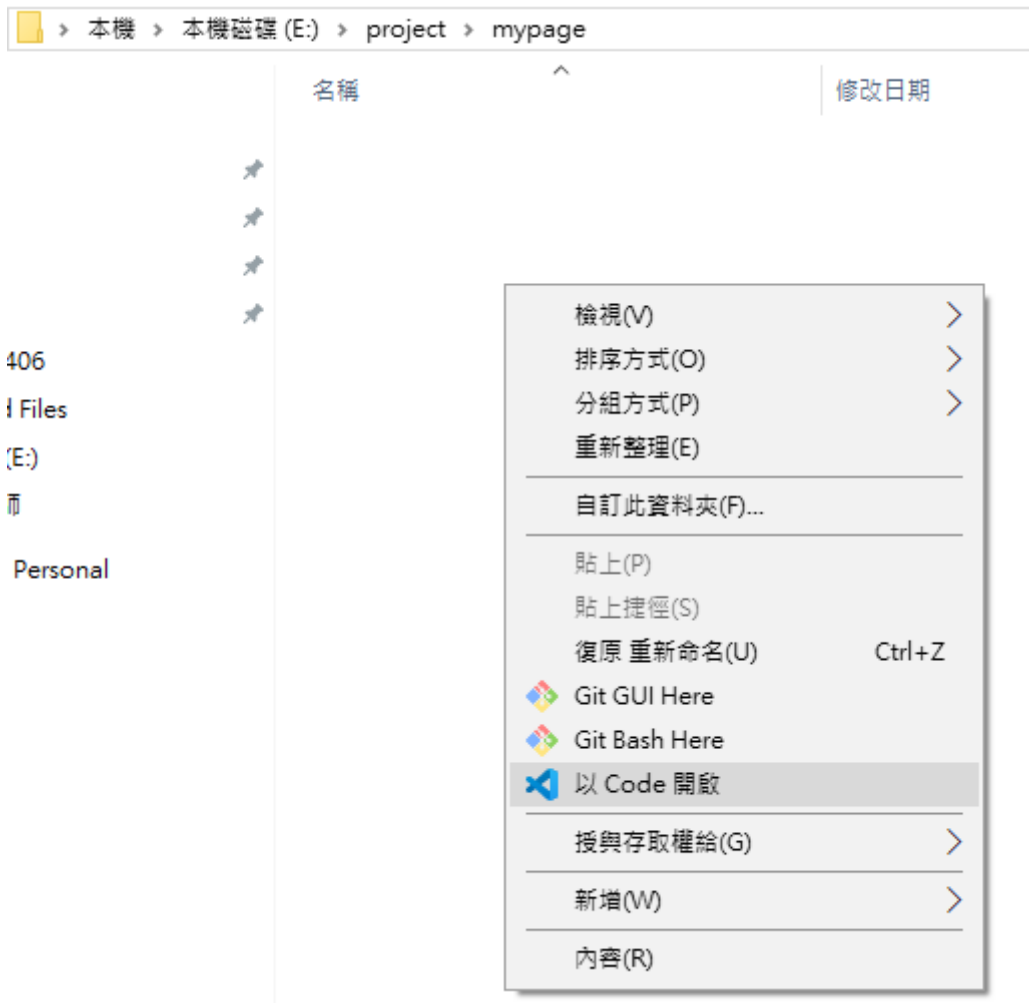 本機 > 本機磁碟 (E:) > project > mypage
名稱 修改日期
406
d Files
(E:)
師
Personal
檢視(V)
排序方式(O)
分組方式(P)
重新整理(E)
自訂此資料夾(F)...
貼上(P)
貼上捷徑(S)
復原 重新命名(U) Ctrl+Z
Git GUI Here
Git Bash Here
以 Code 開啟
授與存取權給(G)
新增(W)
內容(R)